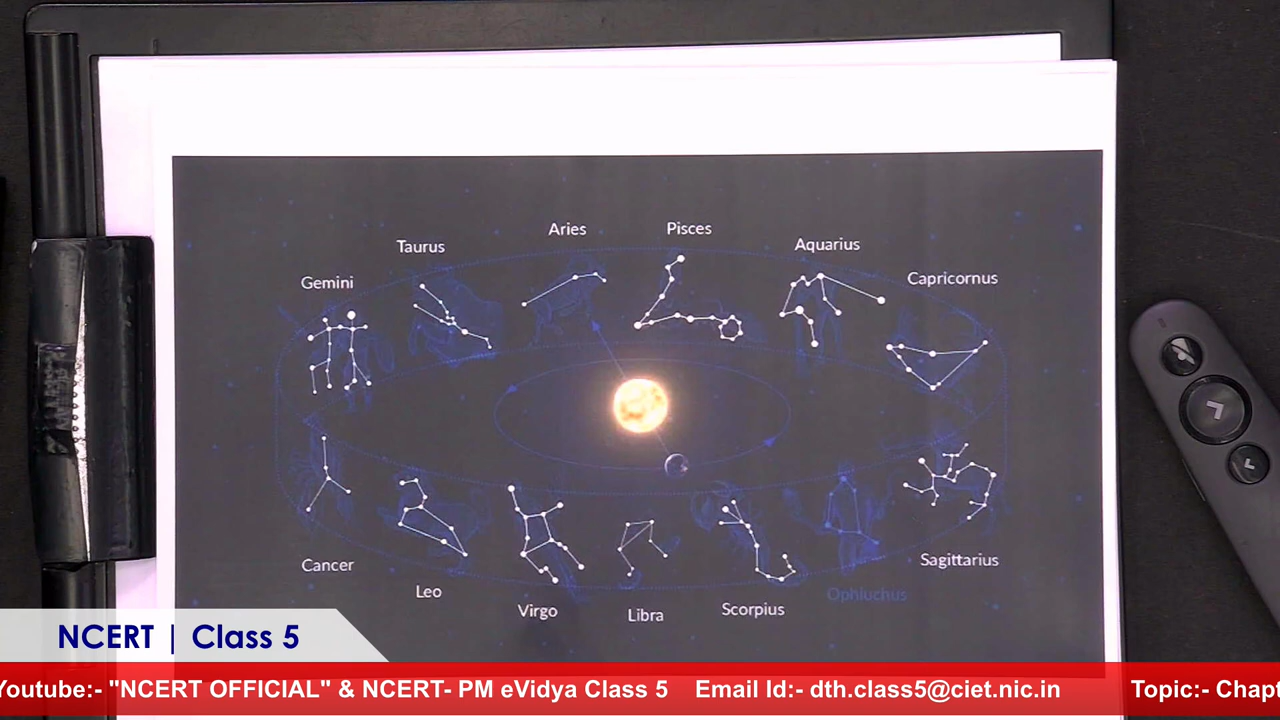 Aries
Pisces
Taurus
Aquarius
Gemini
Capricornus
Cancer
Sagittarius
Leo
Ophiuchus
Virgo
Libra
Scorpius
NCERT | Class 5
Youtube:- "NCERT OFFICIAL" & NCERT- PM eVidya Class 5 Email Id:- dth.class5@ciet.nic.in Topic:- Chapt